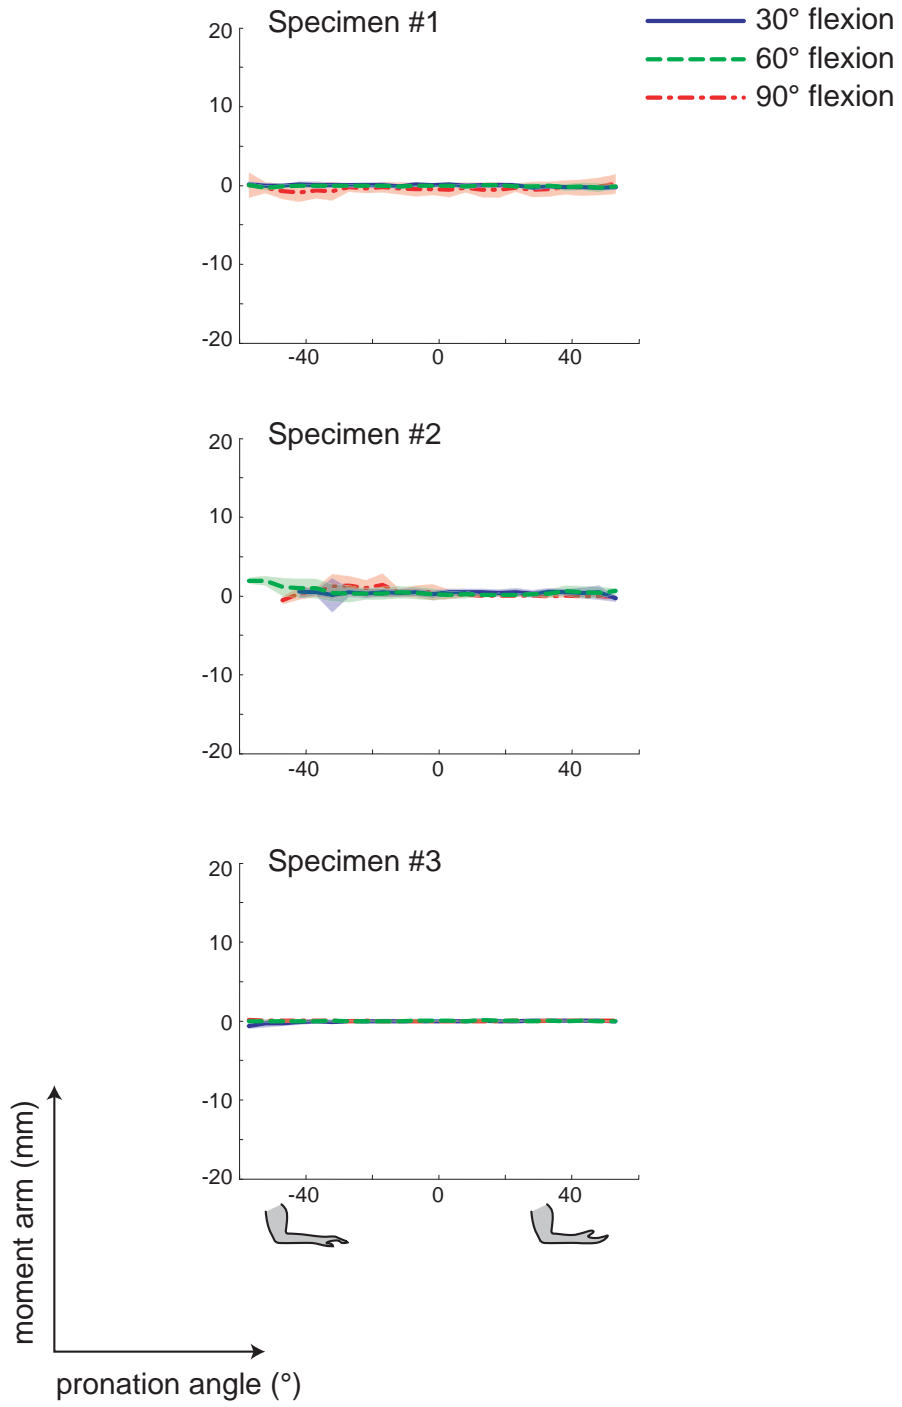 Specimen #1
30° flexion
60° flexion
90° flexion
20
10
0
-10
-20
-40 0 40
Specimen #2
20
10
0
-10
-20
-40 0 40
Specimen #3
20
10
0
-10
-20
-40 0 40
moment arm (mm)
pronation angle (°)